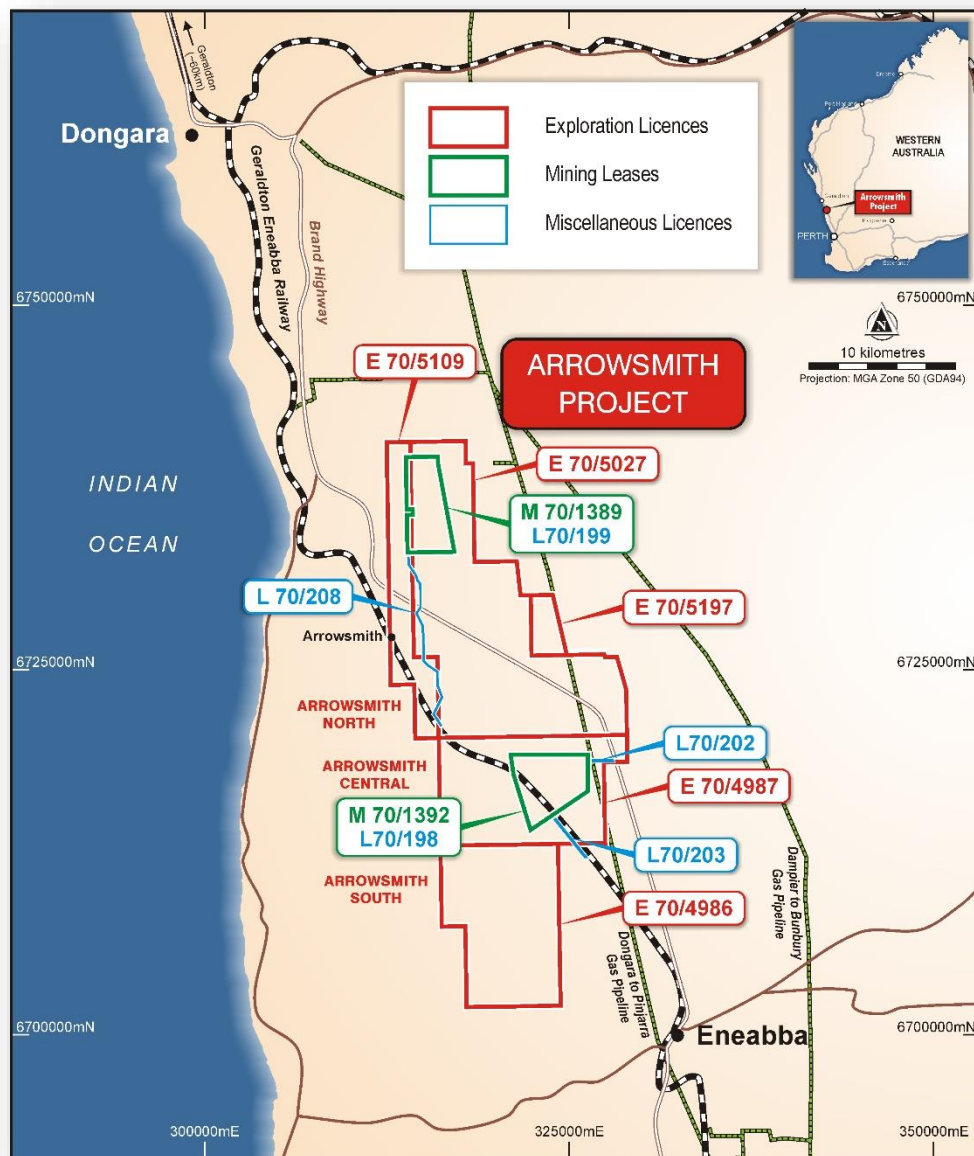 Geraldton
(~60km)
Dongara
Geraldton Eneabba Railway
Brand Highway
Exploration Licences
Mining Leases
Miscellaneous Licences
WESTERN
AUSTRALIA
Geraldton
Arrowsmith
Project
Kalgoorlie
PERTH
6750000mN
6750000mN
N
10 kilometres
Projection: MGA Zone 50 (GDA94)
E 70/5109
ARROWSMITH
PROJECT
E 70/5027
INDIAN
OCEAN
M 70/1389
L70/199
L 70/208
E 70/5197
Arrowsmith
6725000mN
6725000mN
ARROWSMITH
NORTH
L70/202
ARROWSMITH
CENTRAL
E 70/4987
M 70/1392
L70/198
L70/203
ARROWSMITH
SOUTH
E 70/4986
Dongara to Pinjarra
Gas Pipeline
Dampier to Bunbury
Gas Pipeline
6700000mN
6700000mN
Eneabba
300000mE
325000mE
350000mE